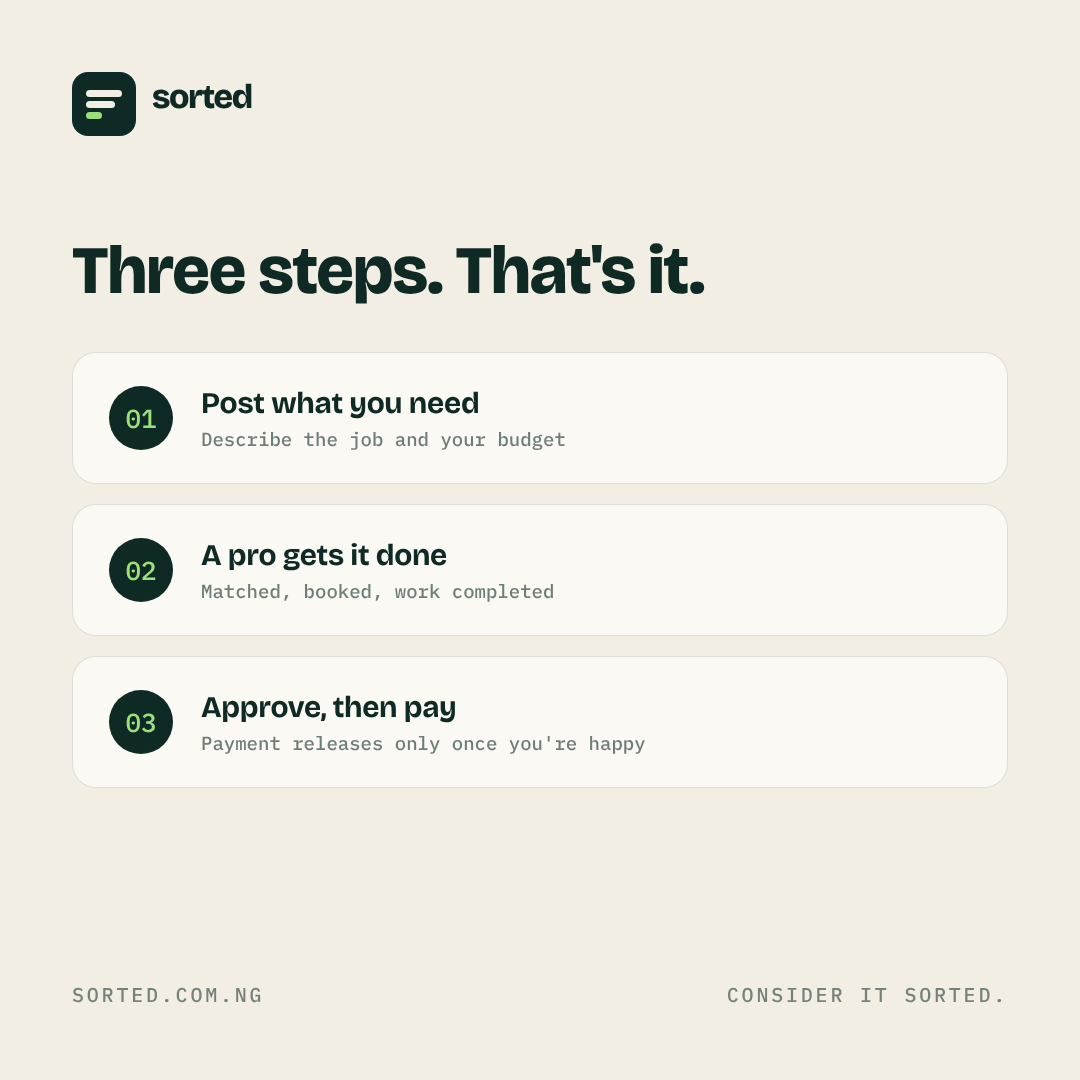 sorted
Three steps. That's it.
01
Post what you need
Describe the job and your budget
02
A pro gets it done
Matched, booked, work completed
03
Approve, then pay
Payment releases only once you're happy
SORTED.COM.NG
CONSIDER IT SORTED.